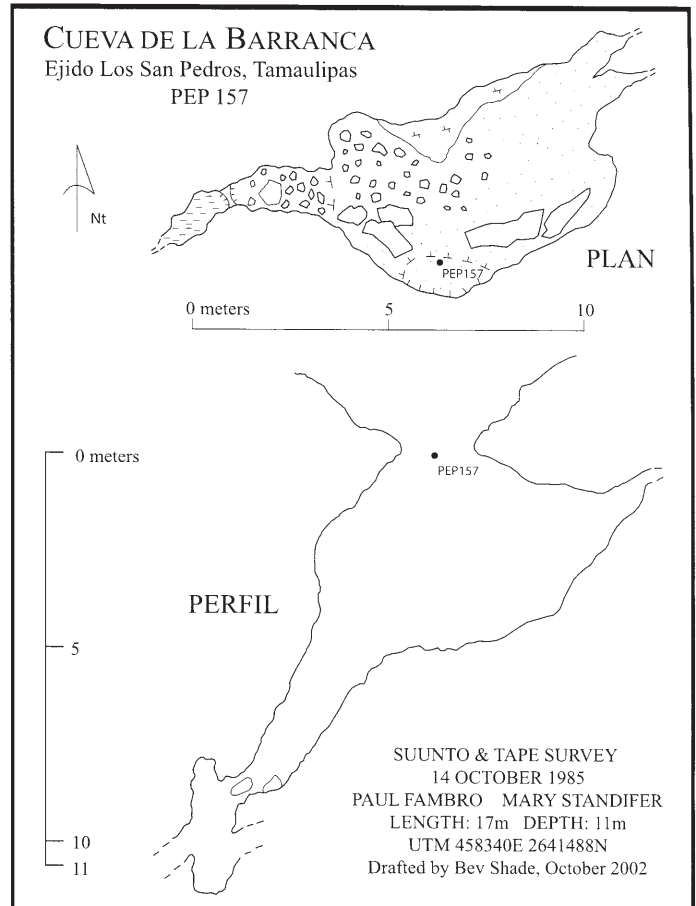 CUEVA DE LA BARRANCA
Ejido Los San Pedros, Tamaulipas
PEP 157
Nt
PEP157
PLAN
0 meters 5 10
0 meters
PEP157
PERFIL
5
10
11
SUUNTO & TAPE SURVEY
14 OCTOBER 1985
PAUL FAMBRO MARY STANDIFER
LENGTH: 17m DEPTH: 11m
UTM 458340E 2641488N
Drafted by Bev Shade, October 2002